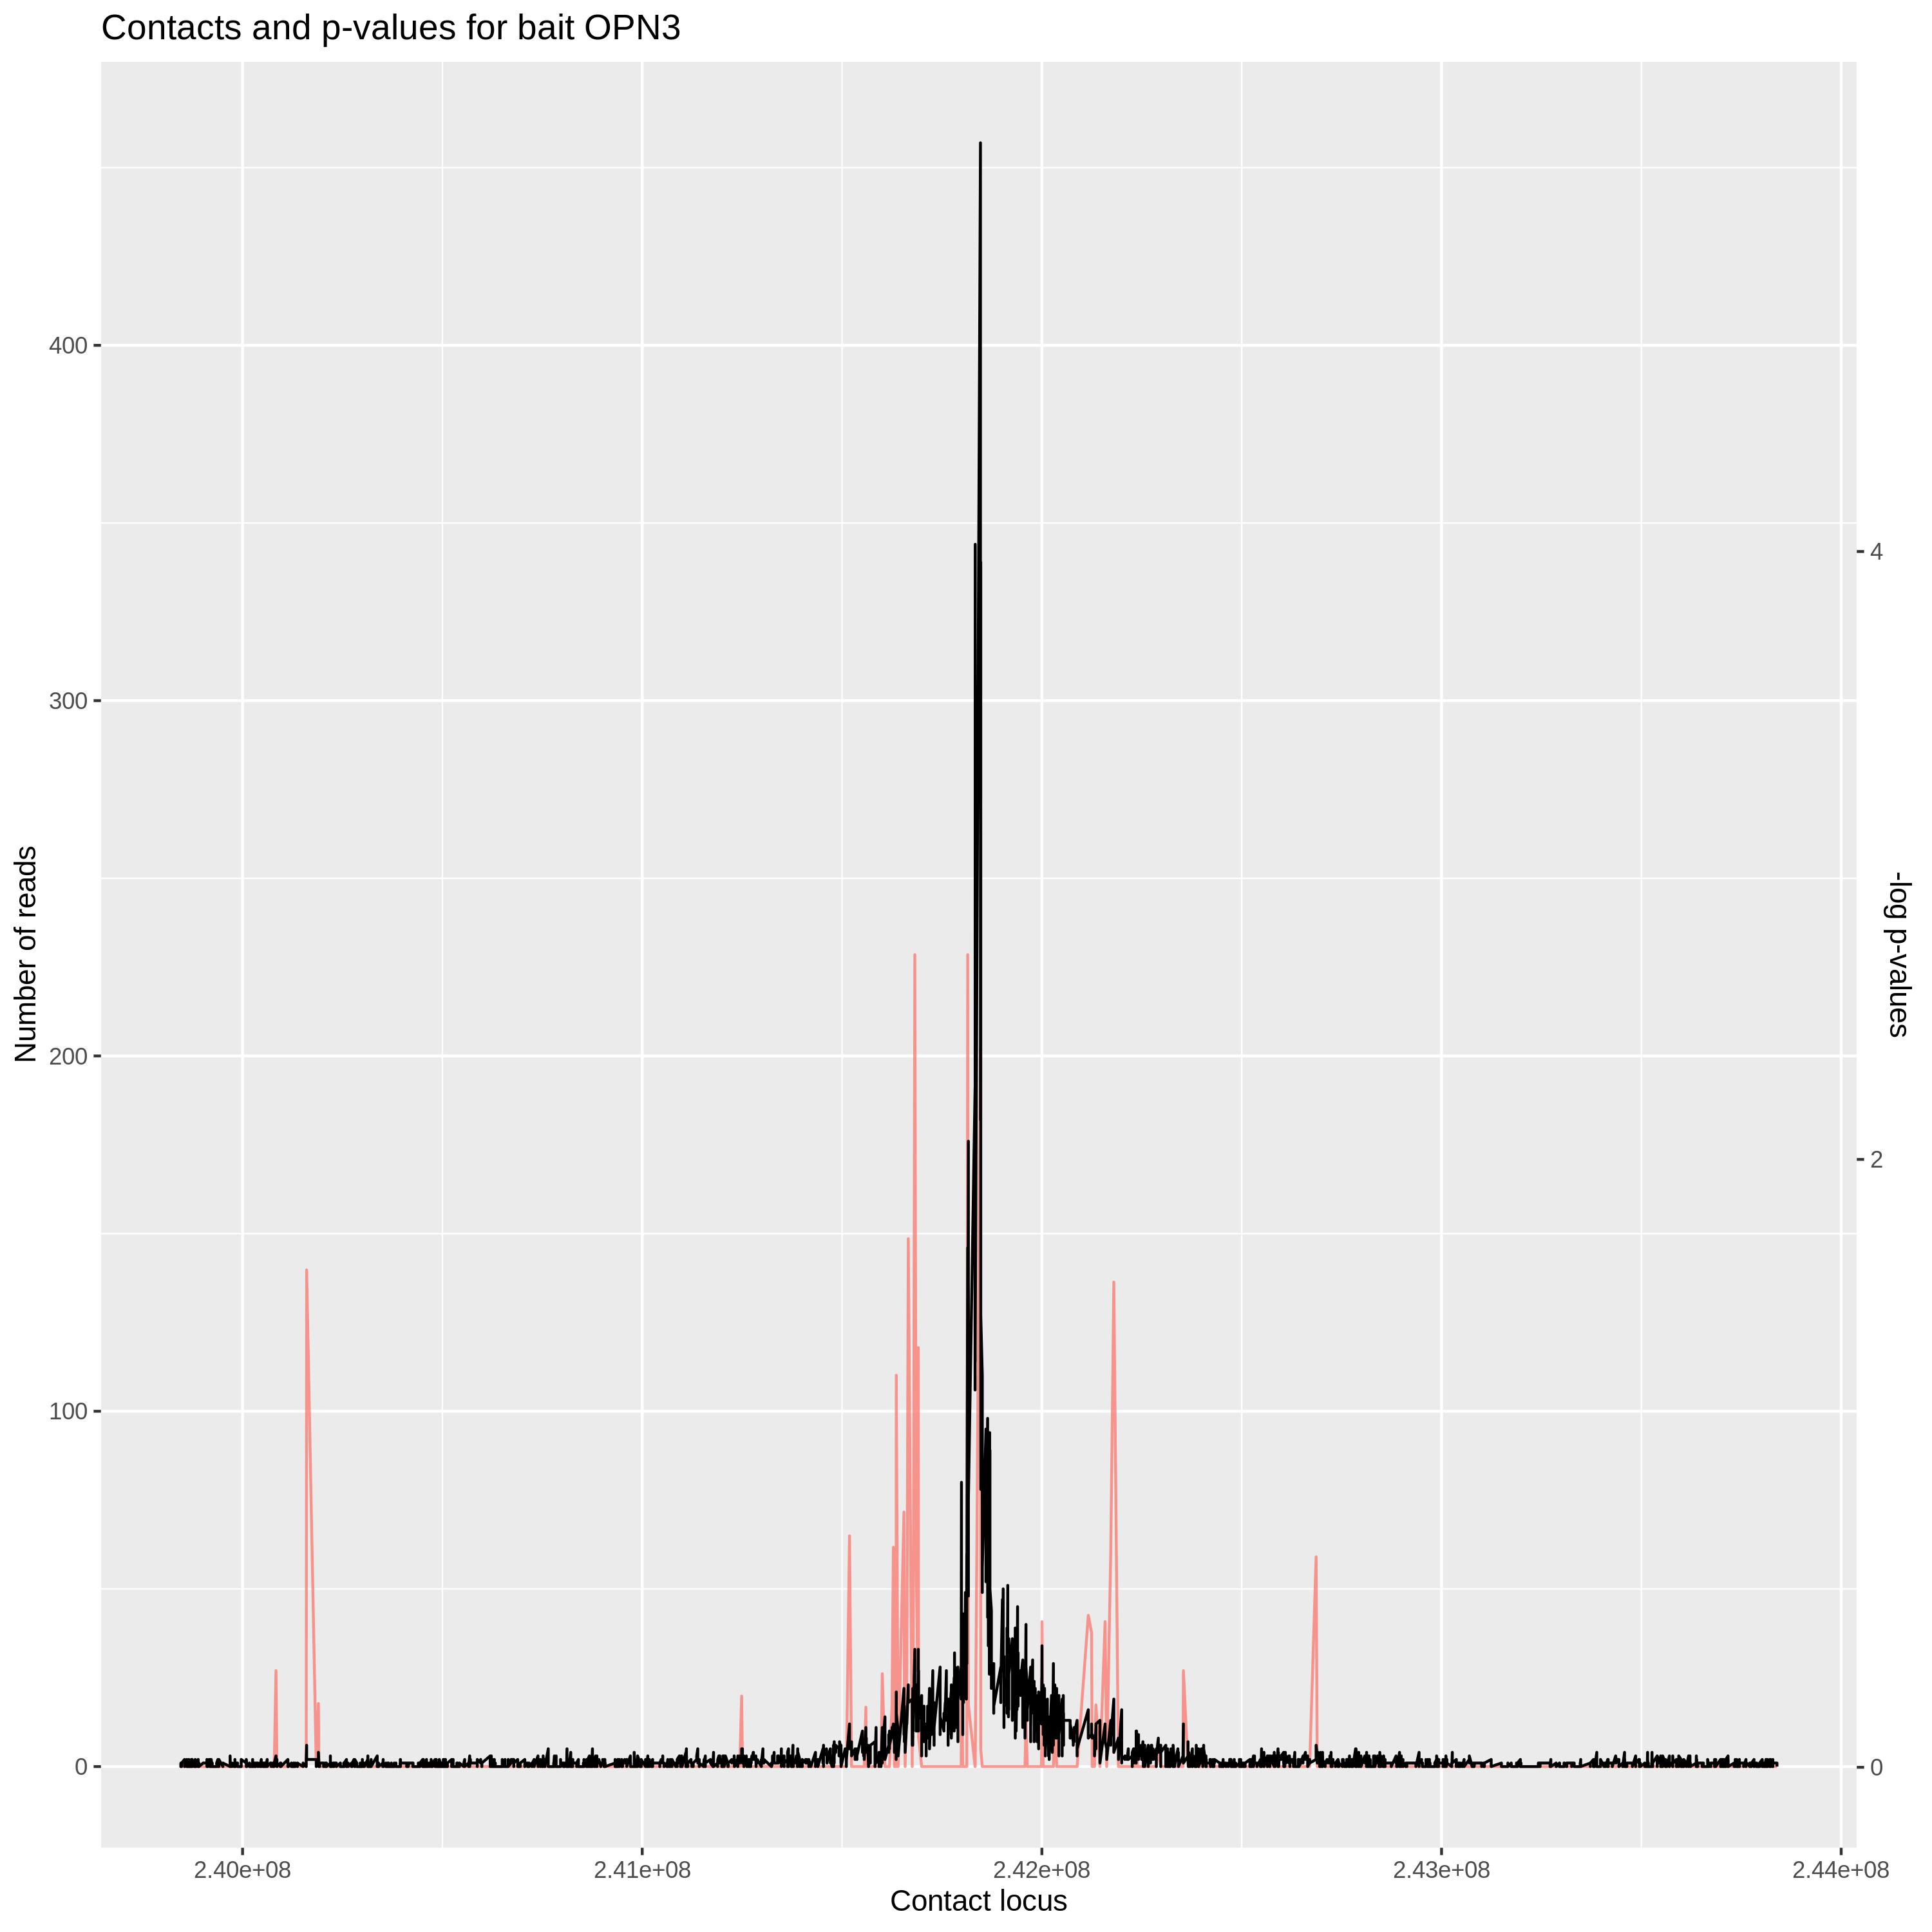 Contacts and p-values for bait OPN3
Number of reads
400
300
200
100
0
4
2
0
-log p-values
2.40e+08
2.41e+08
2.42e+08
2.43e+08
2.44e+08
Contact locus